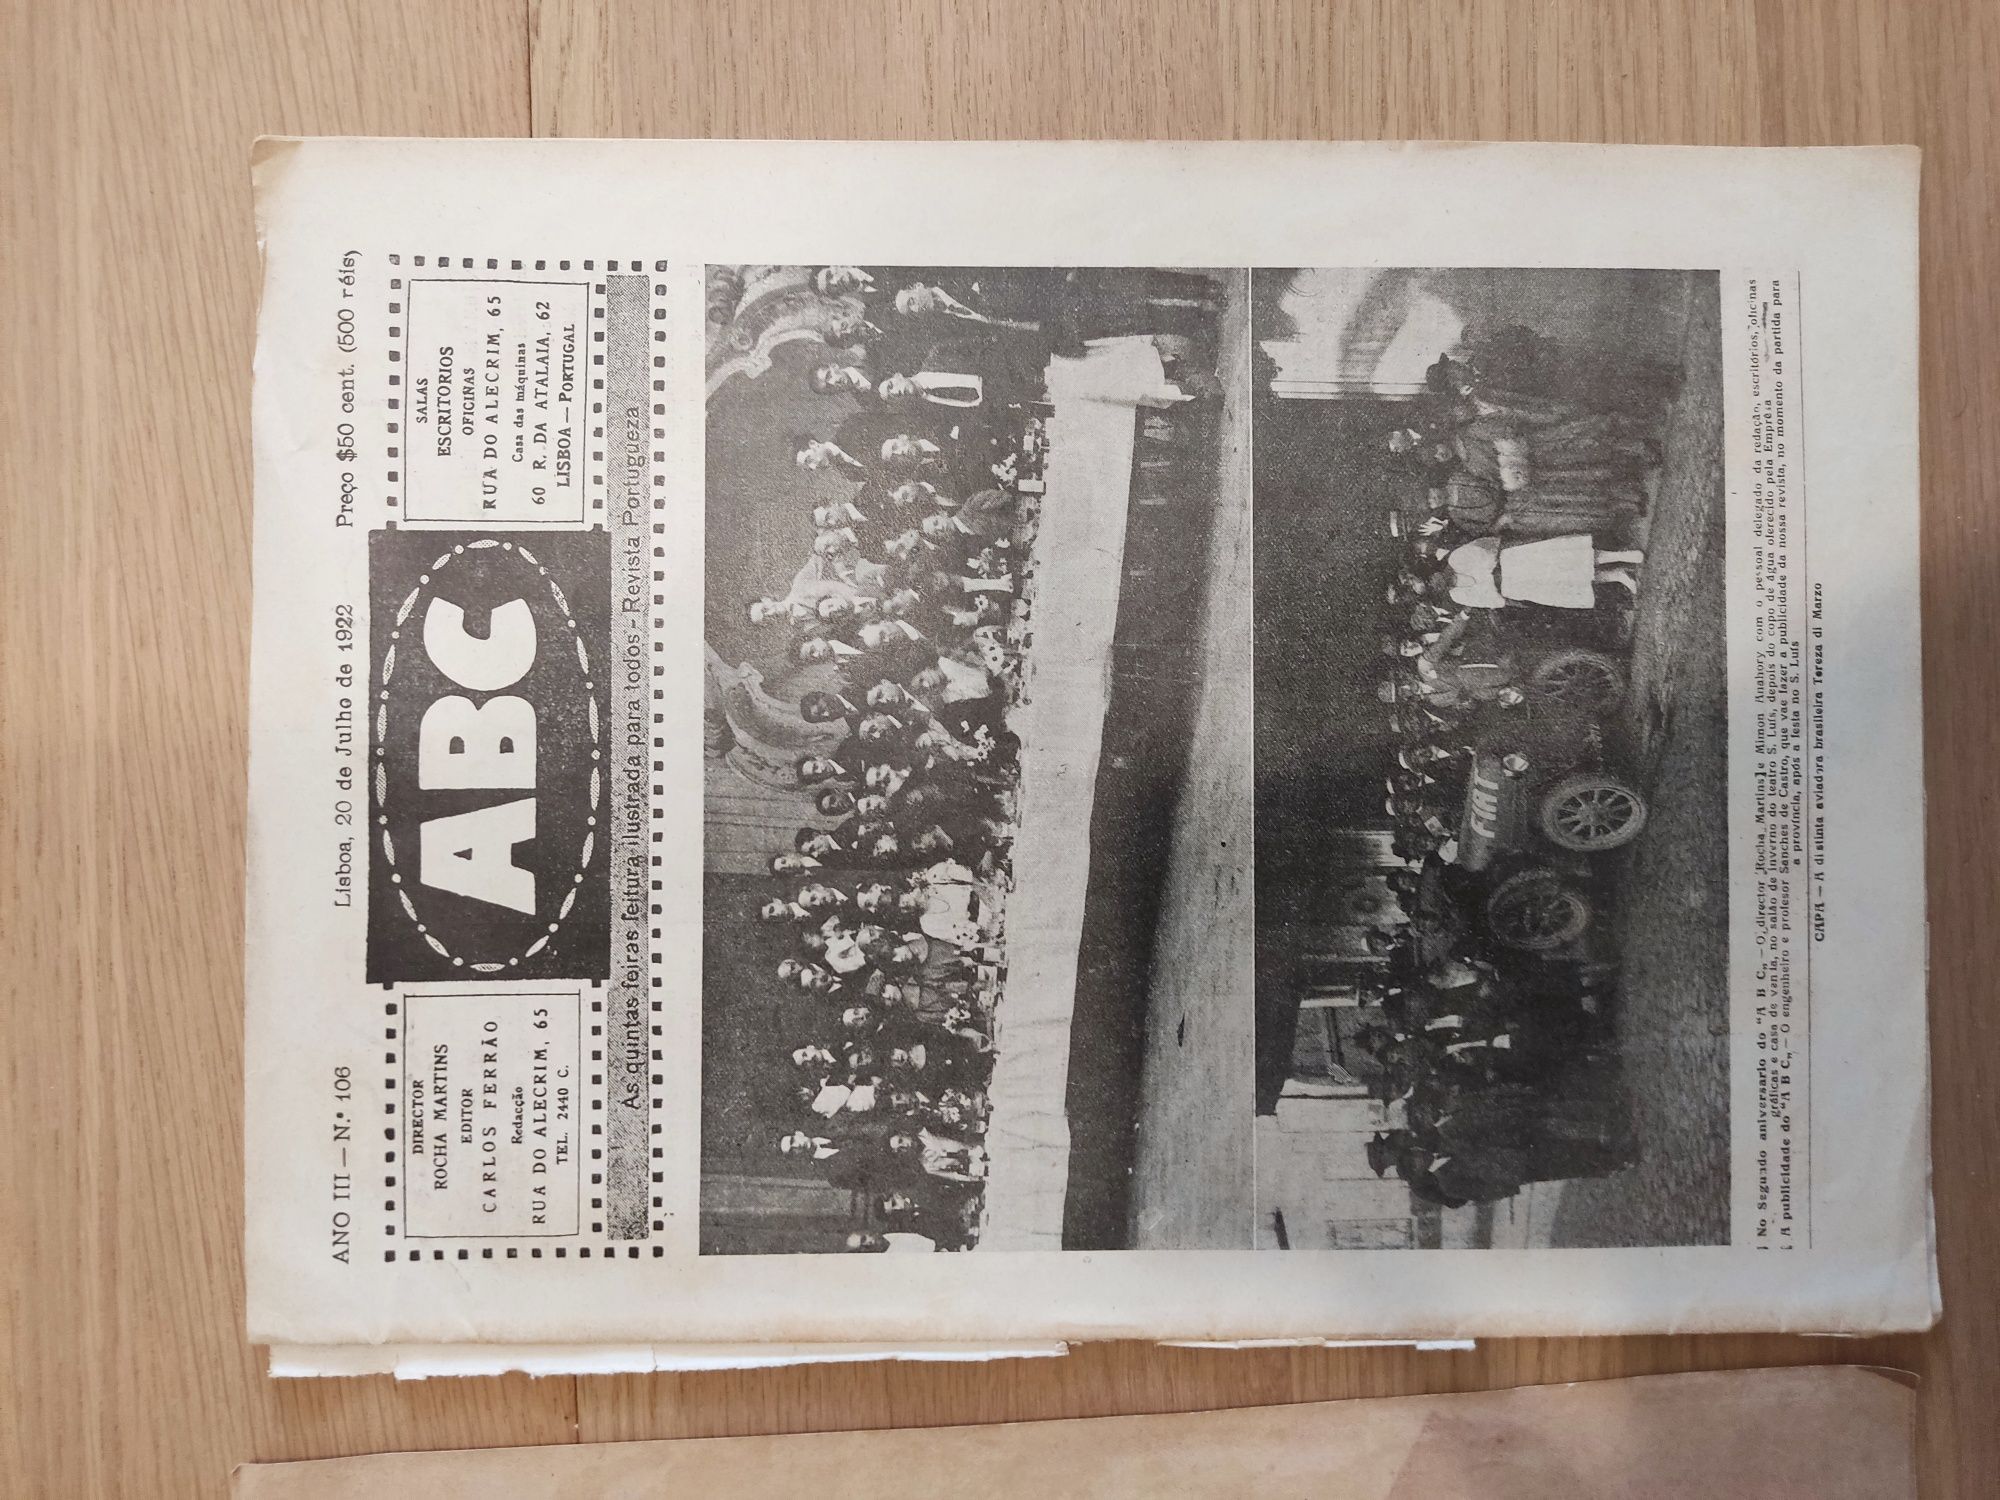 ANO III — N.º 106
Lisboa, 20 de Julho de 1922
Preço $50 cent. (500 réis)
DIRECTOR
ROCHA MARTINS
EDITOR
CARLOS FERRÃO
Redacção
RUA DO ALECRIM, 65
TEL. 2440 C.
ABC
SALAS
ESCRITORIOS
OFICINAS
RUA DO ALECRIM, 65
Casa das máquinas
60 R. DA ATALAIA, 62
LISBOA — PORTUGAL
As quintas feiras leitura ilustrada para todos - Revista Portugueza
FIAT
No Segundo aniversario do "A B C„ — O director Rocha Martins e Mimon Anahory com o pessoal delegado da redação, escritórios, oficinas
gráficas e casa de venda, no salão de inverno do teatro S. Luís, depois do copo de água oferecido pela Emprêsa
A publicidade do "A B C„ — O engenheiro e profesor Sanches de Castro, que vae fazer a publicidade da nossa revista, no momento da partida para
a província, após a festa no S. Luís
CAPA — A distinta aviadora brasileira Tereza di Marzo